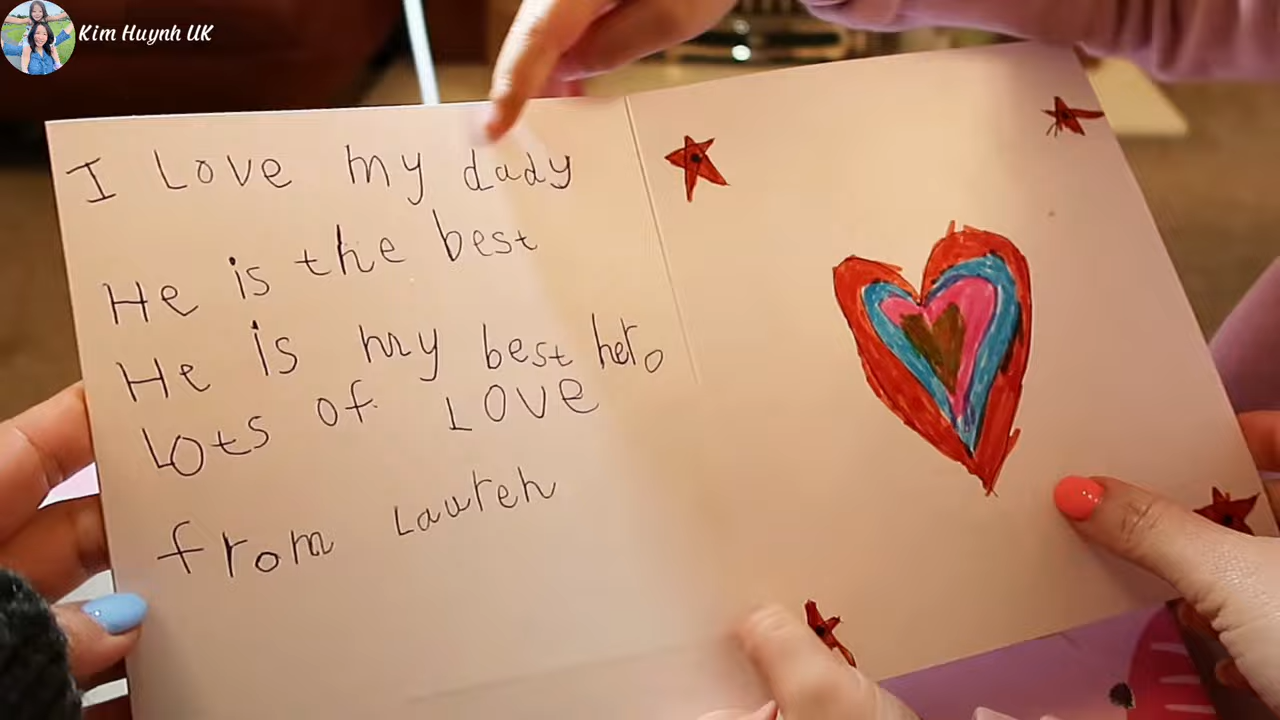 Kim Huynh UK
I Love my dady
He is the best
He is my best hero
Lots of LOVe
from Lauren